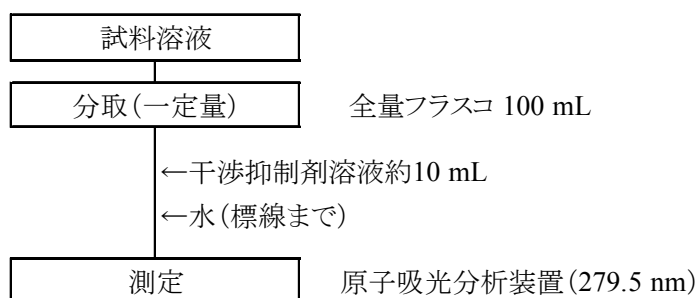 試料溶液
分取(一定量) 全量フラスコ 100 mL
←干渉抑制剤溶液約10 mL
←水(標線まで)
測定 原子吸光分析装置(279.5 nm)